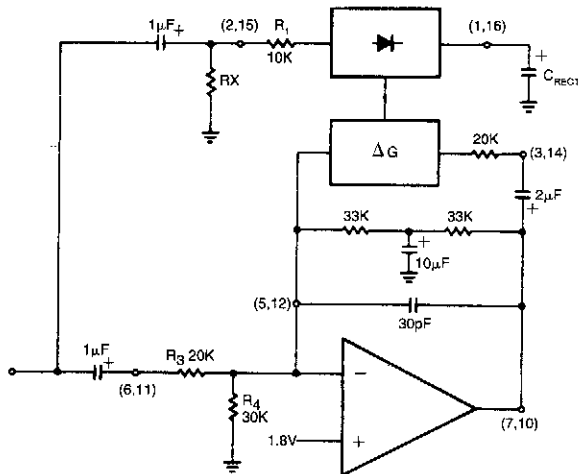 1μF +
(2,15)
R1
10K
(1,16)
+
CRECT
RX
ΔG
20K
(3,14)
2μF
+
33K
33K
+
10μF
(5,12)
30pF
1μF
+
R3 20K
(6,11)
R4
30K
−
+
1.8V
(7,10)